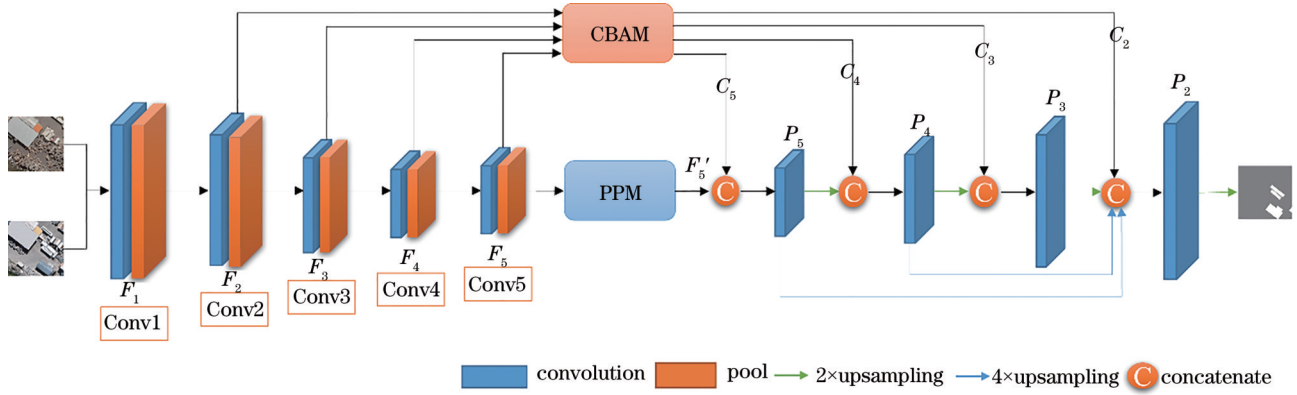 CBAM
C₂
C₃
C₄
C₅
P₂
P₃
P₄
P₅
PPM
F₅′
C
C
C
C
F₁
F₂
F₃
F₄
F₅
Conv1
Conv2
Conv3
Conv4
Conv5
convolution
pool
2×upsampling
4×upsampling
C
concatenate